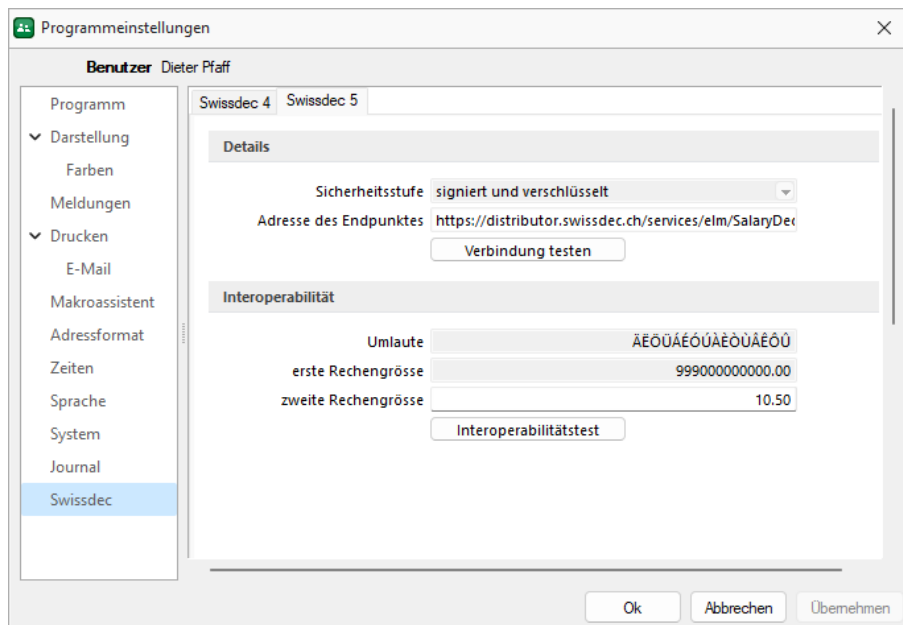 Programmeinstellungen
Benutzer Dieter Pfaff
Programm
Darstellung
Farben
Meldungen
Drucken
E-Mail
Makroassistent
Adressformat
Zeiten
Sprache
System
Journal
Swissdec
Swissdec 4 Swissdec 5
Details
Sicherheitsstufe signiert und verschlüsselt
Adresse des Endpunktes https://distributor.swissdec.ch/services/elm/SalaryDec
Verbindung testen
Interoperabilität
Umlaute ÄËÖÜÁÉÓÚÀÈÒÙÂÊÔÛ
erste Rechengrösse 999000000000.00
zweite Rechengrösse 10.50
Interoperabilitätstest
Ok Abbrechen Übernehmen